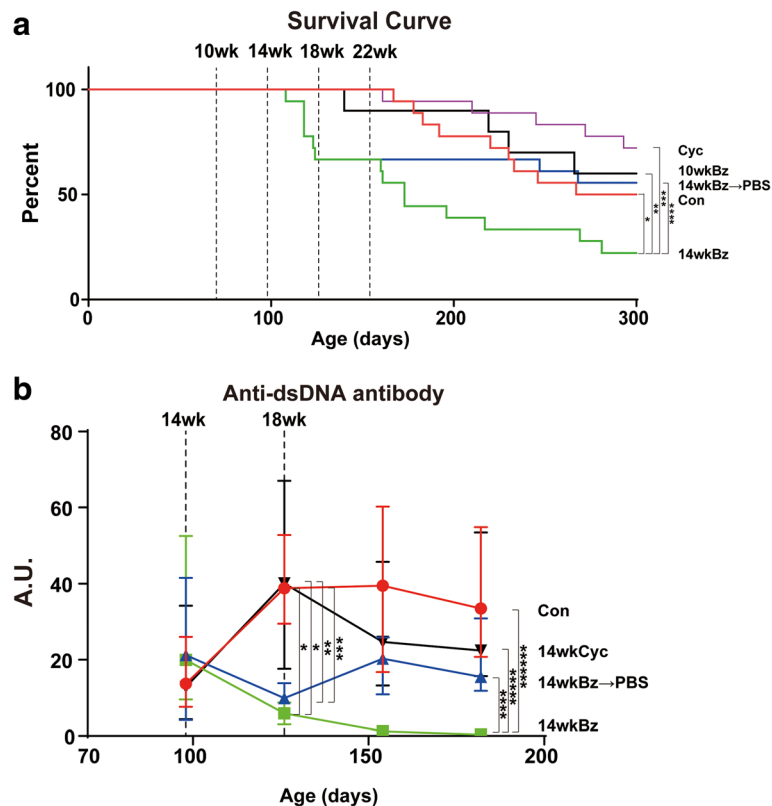 a
Survival Curve
10wk 14wk 18wk 22wk
100
50
0
Percent
0 100 200 300
Age (days)
Cyc
10wkBz
14wkBz→PBS
Con
14wkBz
*
**
***
****
b
Anti-dsDNA antibody
14wk 18wk
80
60
40
20
0
A.U.
70 100 150 200
Age (days)
*
*
**
***
Con
14wkCyc
14wkBz→PBS
14wkBz
****
*****
******